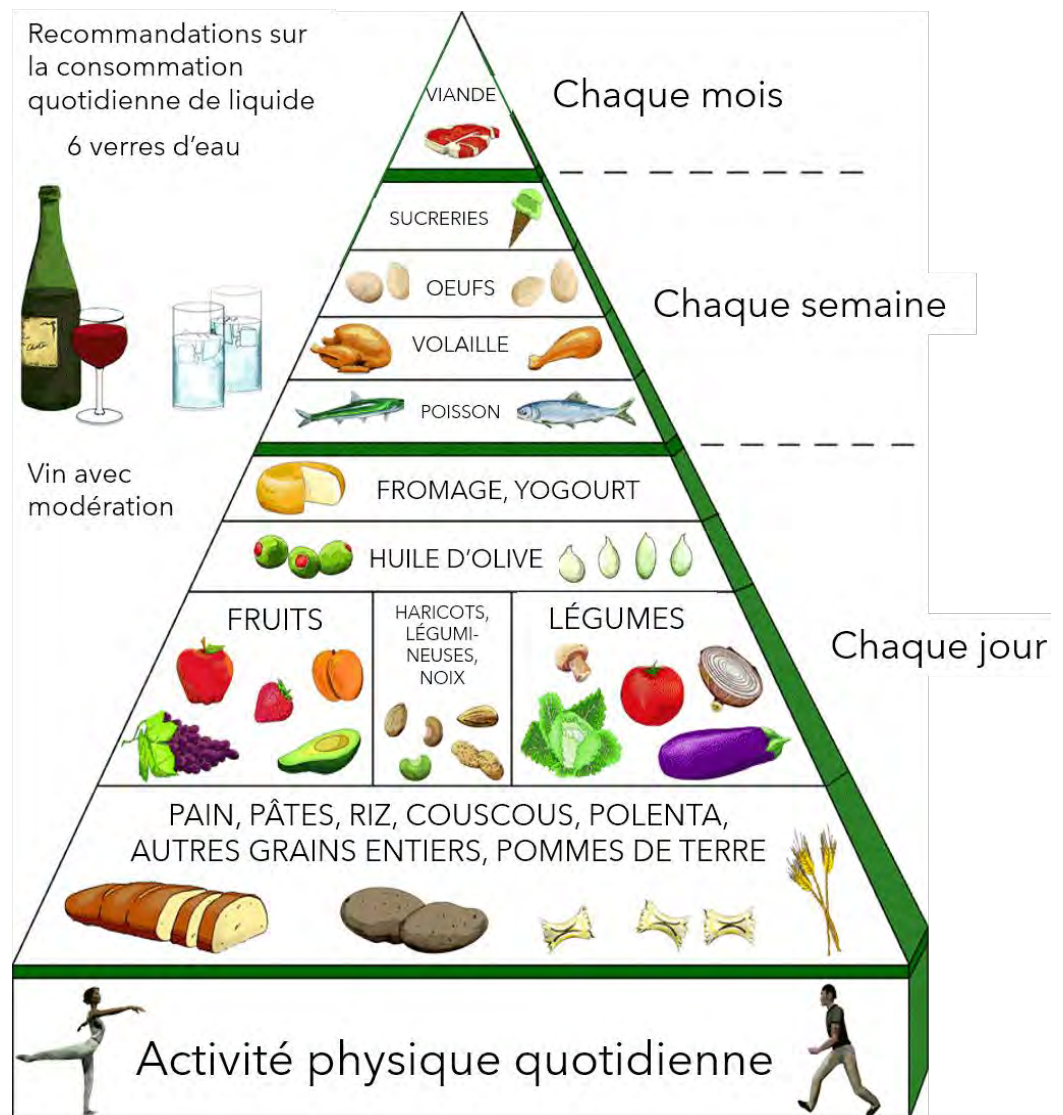 Recommandations sur
la consommation
quotidienne de liquide
6 verres d'eau
Vin avec
modération
VIANDE
Chaque mois
SUCRERIES
OEUFS
VOLAILLE
POISSON
Chaque semaine
FROMAGE, YOGOURT
HUILE D'OLIVE
FRUITS
HARICOTS,
LÉGUMI-
NEUSES,
NOIX
LÉGUMES
Chaque jour
PAIN, PÂTES, RIZ, COUSCOUS, POLENTA,
AUTRES GRAINS ENTIERS, POMMES DE TERRE
Activité physique quotidienne